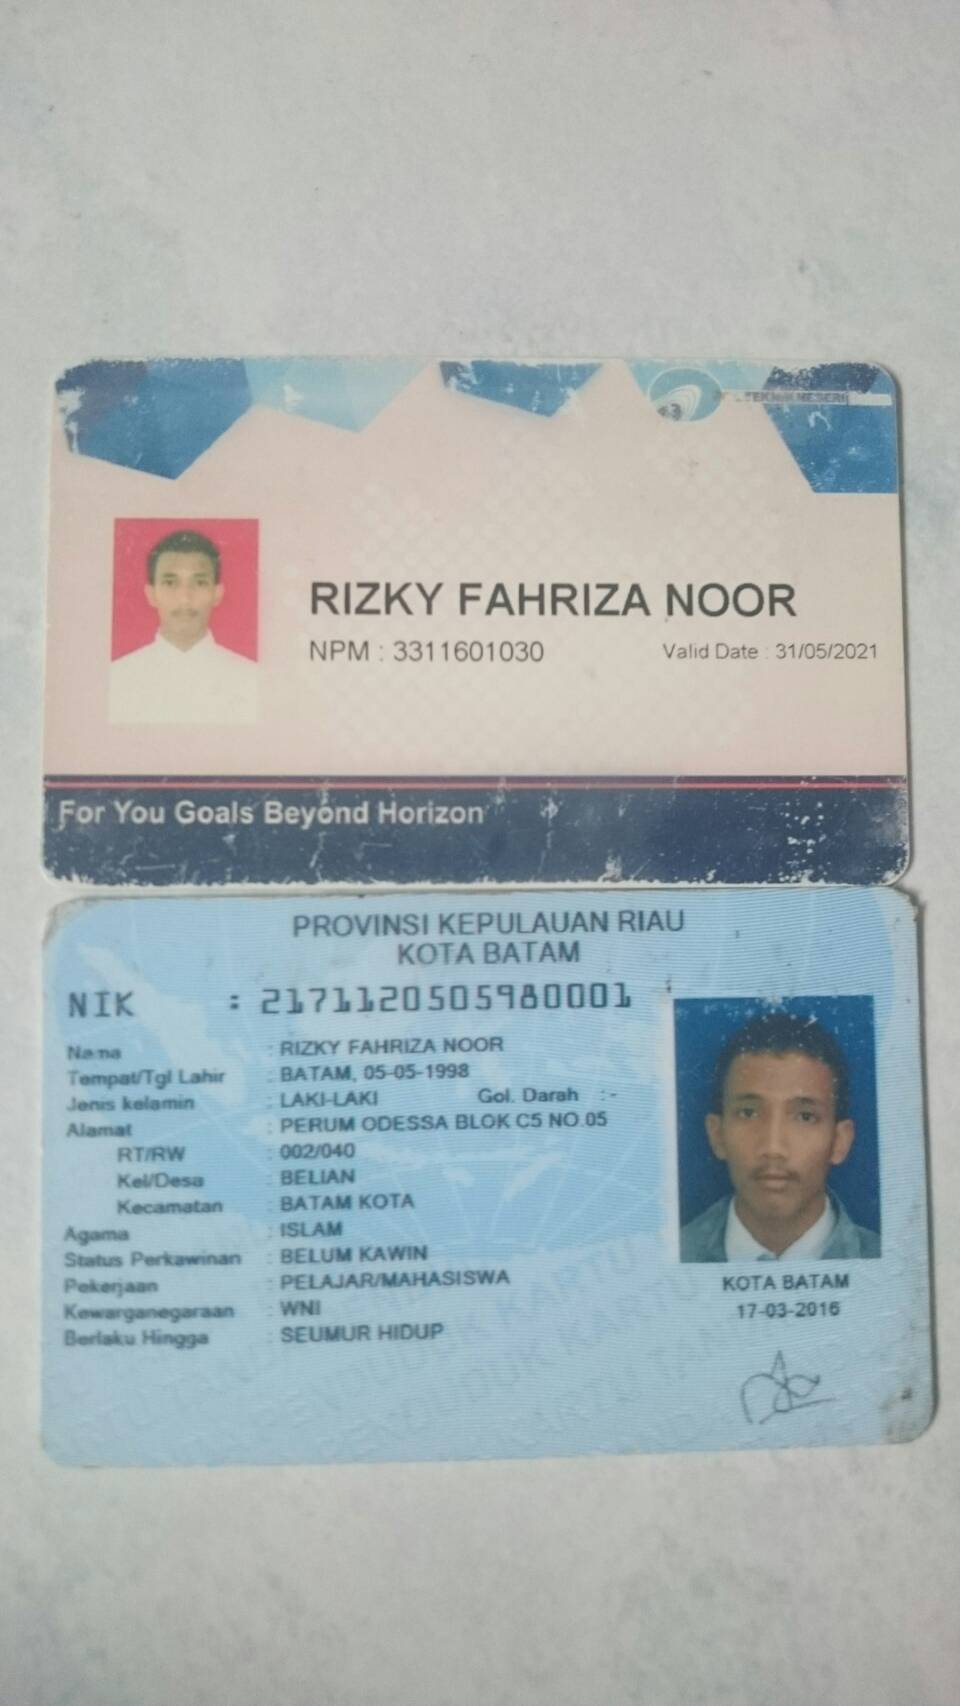 RIZKY FAHRIZA NOOR
NPM : 3311601030 Valid Date : 31/05/2021
For You Goals Beyond Horizon
PROVINSI KEPULAUAN RIAU
KOTA BATAM
NIK : 2171120505980001
Nama : RIZKY FAHRIZA NOOR
Tempat/Tgl Lahir : BATAM, 05-05-1998
Jenis kelamin : LAKI-LAKI Gol. Darah : -
Alamat : PERUM ODESSA BLOK C5 NO.05
RT/RW : 002/040
Kel/Desa : BELIAN
Kecamatan : BATAM KOTA
Agama : ISLAM
Status Perkawinan : BELUM KAWIN
Pekerjaan : PELAJAR/MAHASISWA
Kewarganegaraan : WNI
Berlaku Hingga : SEUMUR HIDUP
KOTA BATAM
17-03-2016